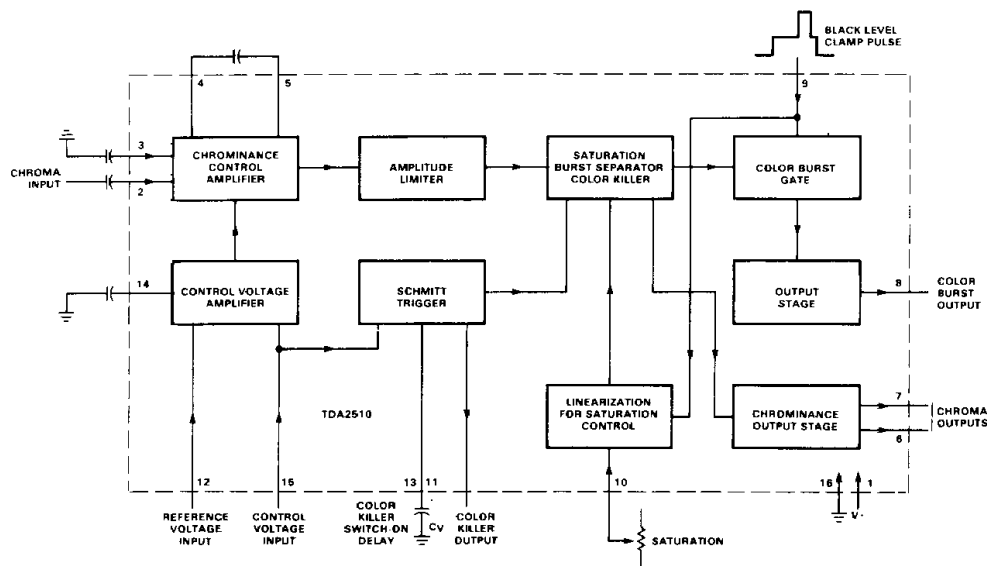 BLACK LEVEL
CLAMP PULSE
4
5
9
3
CHROMA
INPUT
2
CHROMINANCE
CONTROL
AMPLIFIER
AMPLITUDE
LIMITER
SATURATION
BURST SEPARATOR
COLOR KILLER
COLOR BURST
GATE
14
CONTROL VOLTAGE
AMPLIFIER
SCHMITT
TRIGGER
OUTPUT
STAGE
8
COLOR
BURST
OUTPUT
TDA2510
LINEARIZATION
FOR SATURATION
CONTROL
CHROMINANCE
OUTPUT STAGE
7
6
CHROMA
OUTPUTS
12
15
13
11
10
16
1
REFERENCE
VOLTAGE
INPUT
CONTROL
VOLTAGE
INPUT
COLOR
KILLER
SWITCH-ON
DELAY
CV
COLOR
KILLER
OUTPUT
SATURATION
V+